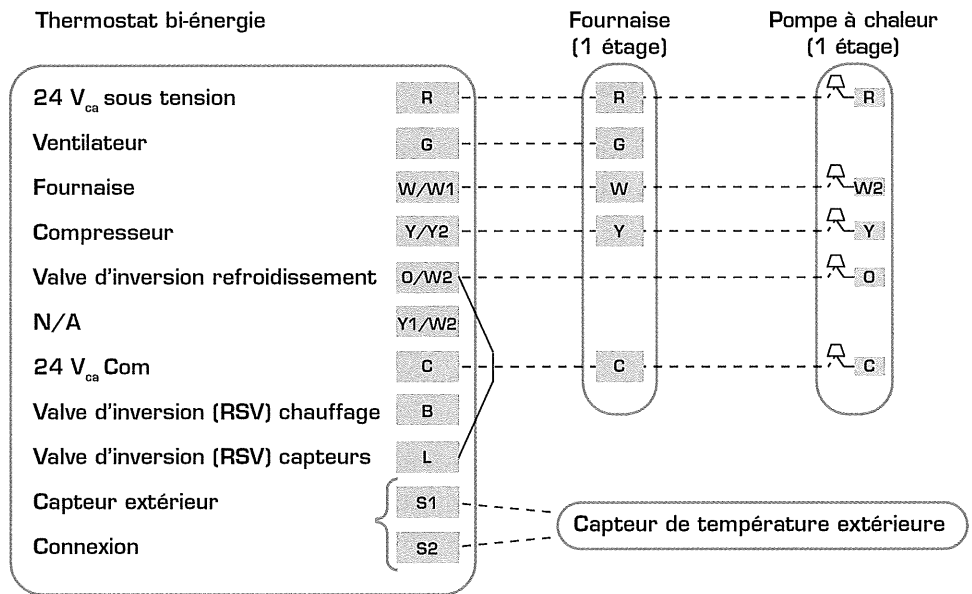 Thermostat bi-énergie Fournaise Pompe à chaleur
(1 étage) (1 étage)
24 Vca sous tension R R R
Ventilateur G G
Fournaise W/W1 W W2
Compresseur Y/Y2 Y Y
Valve d'inversion refroidissement O/W2 O
N/A Y1/W2
24 Vca Com C C C
Valve d'inversion (RSV) chauffage B
Valve d'inversion (RSV) capteurs L
Capteur extérieur S1
Capteur de température extérieure
Connexion S2